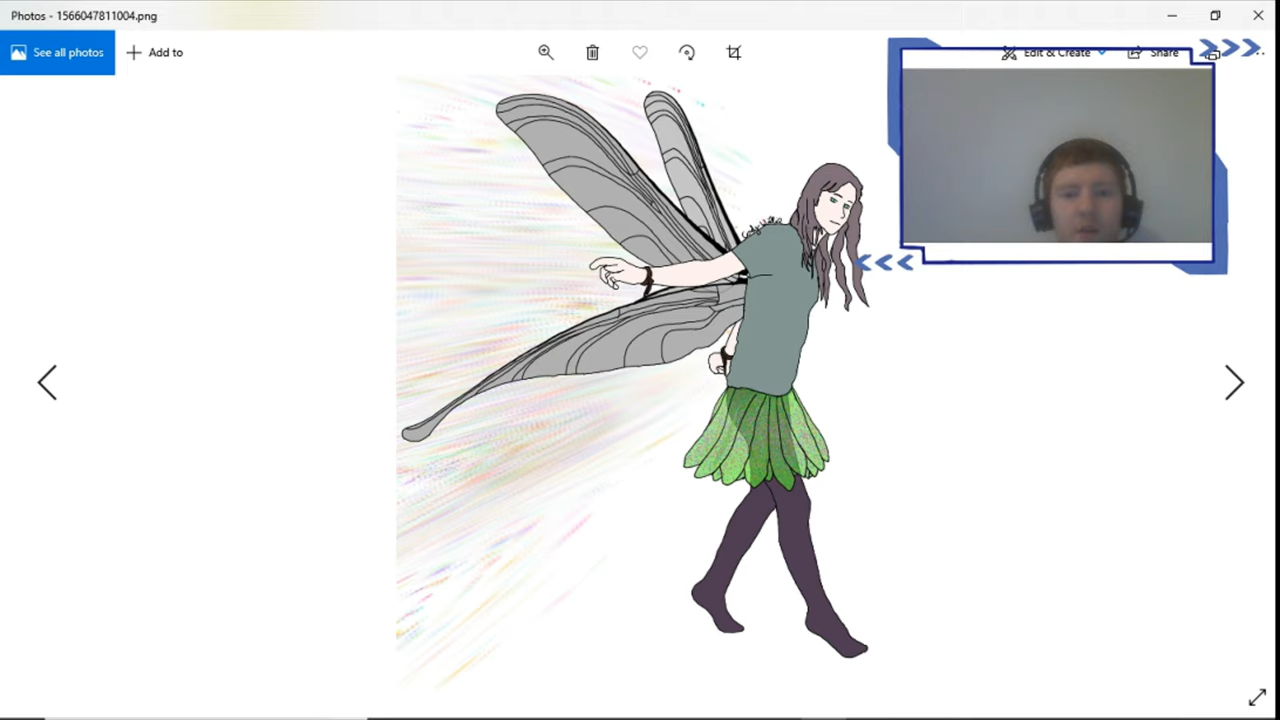 Photos - 1566047811004.png
See all photos
Add to
Edit & Create
Share